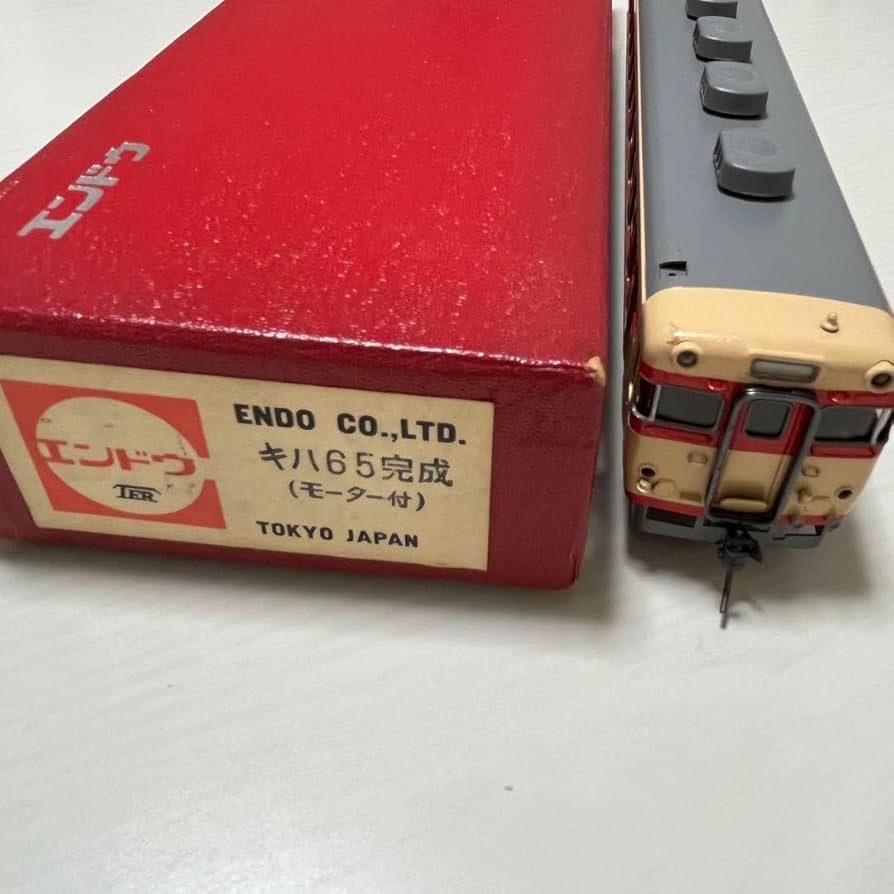 エンドウ
エンドウ
TER
ENDO CO.,LTD.
キハ65完成
(モーター付)
TOKYO JAPAN